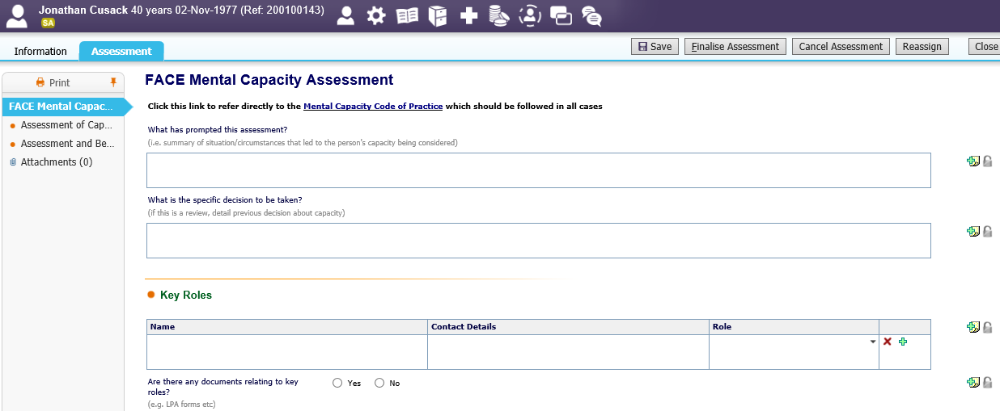 Jonathan Cusack 40 years 02-Nov-1977 (Ref: 200100143)
SA
Information
Assessment
Save
Finalise Assessment
Cancel Assessment
Reassign
Close
Print
FACE Mental Capac...
Assessment of Cap...
Assessment and Be...
Attachments (0)
FACE Mental Capacity Assessment
Click this link to refer directly to the Mental Capacity Code of Practice which should be followed in all cases
What has prompted this assessment?
(i.e. summary of situation/circumstances that led to the person's capacity being considered)
What is the specific decision to be taken?
(if this is a review, detail previous decision about capacity)
Key Roles
Name
Contact Details
Role
Are there any documents relating to key
roles?
(e.g. LPA forms etc)
Yes
No